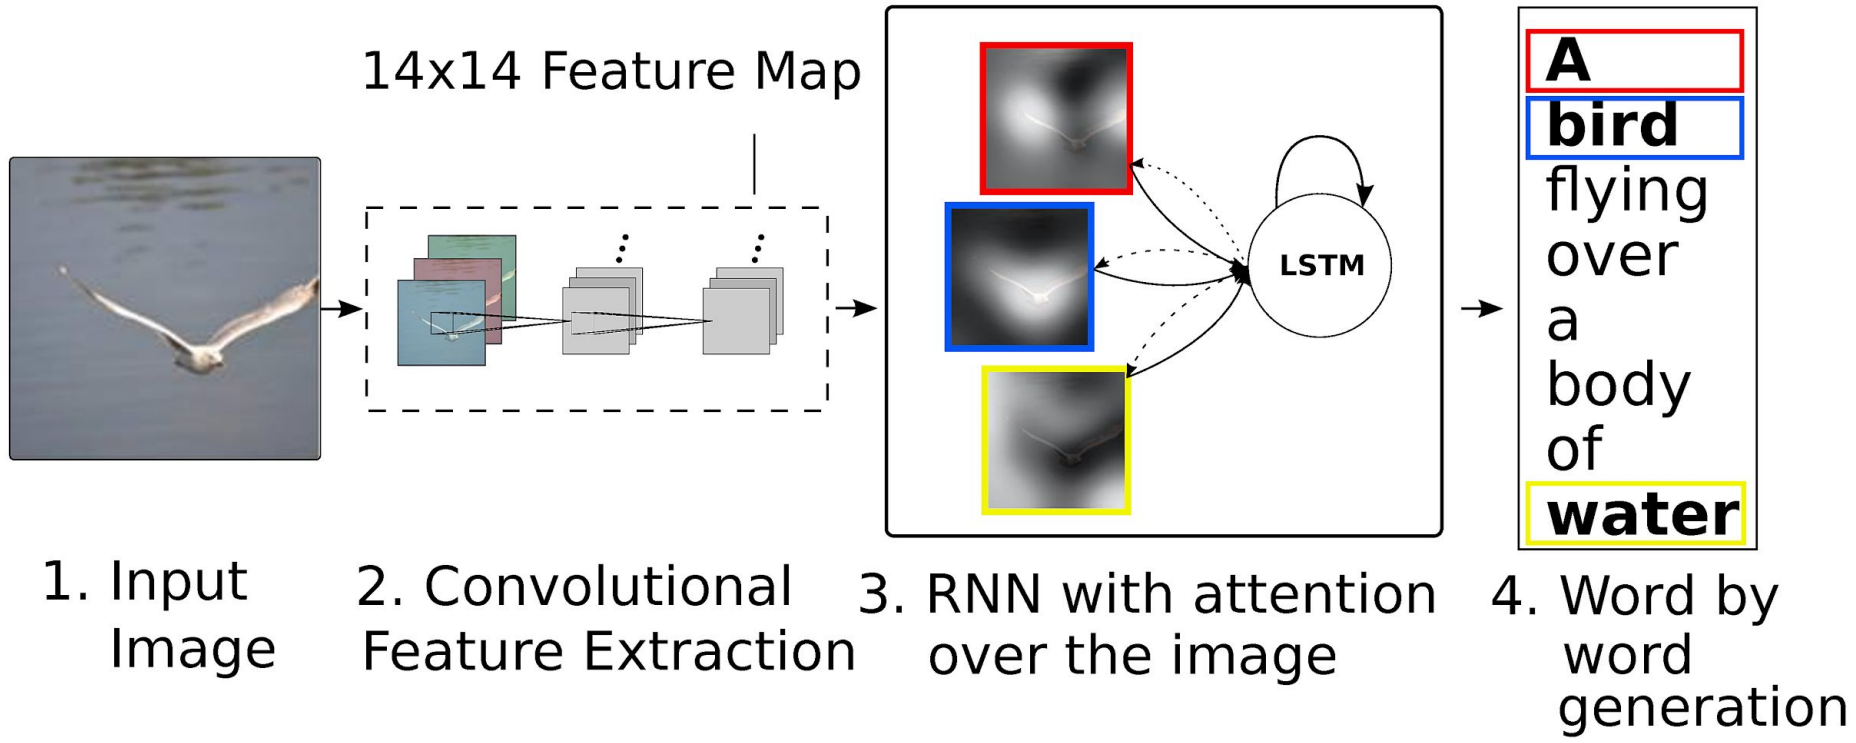 14x14 Feature Map
LSTM
A
bird
flying
over
a
body
of
water
1. Input
Image
2. Convolutional
Feature Extraction
3. RNN with attention
over the image
4. Word by
word
generation